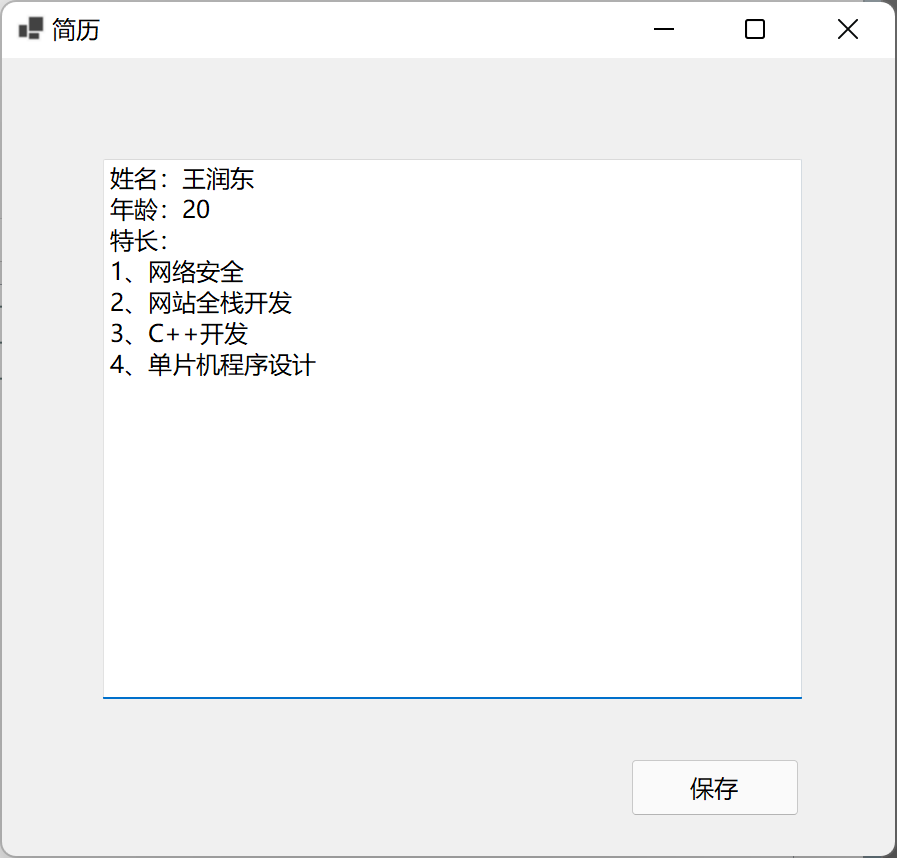 简历
姓名：王润东
年龄：20
特长：
1、网络安全
2、网站全栈开发
3、C++开发
4、单片机程序设计
保存